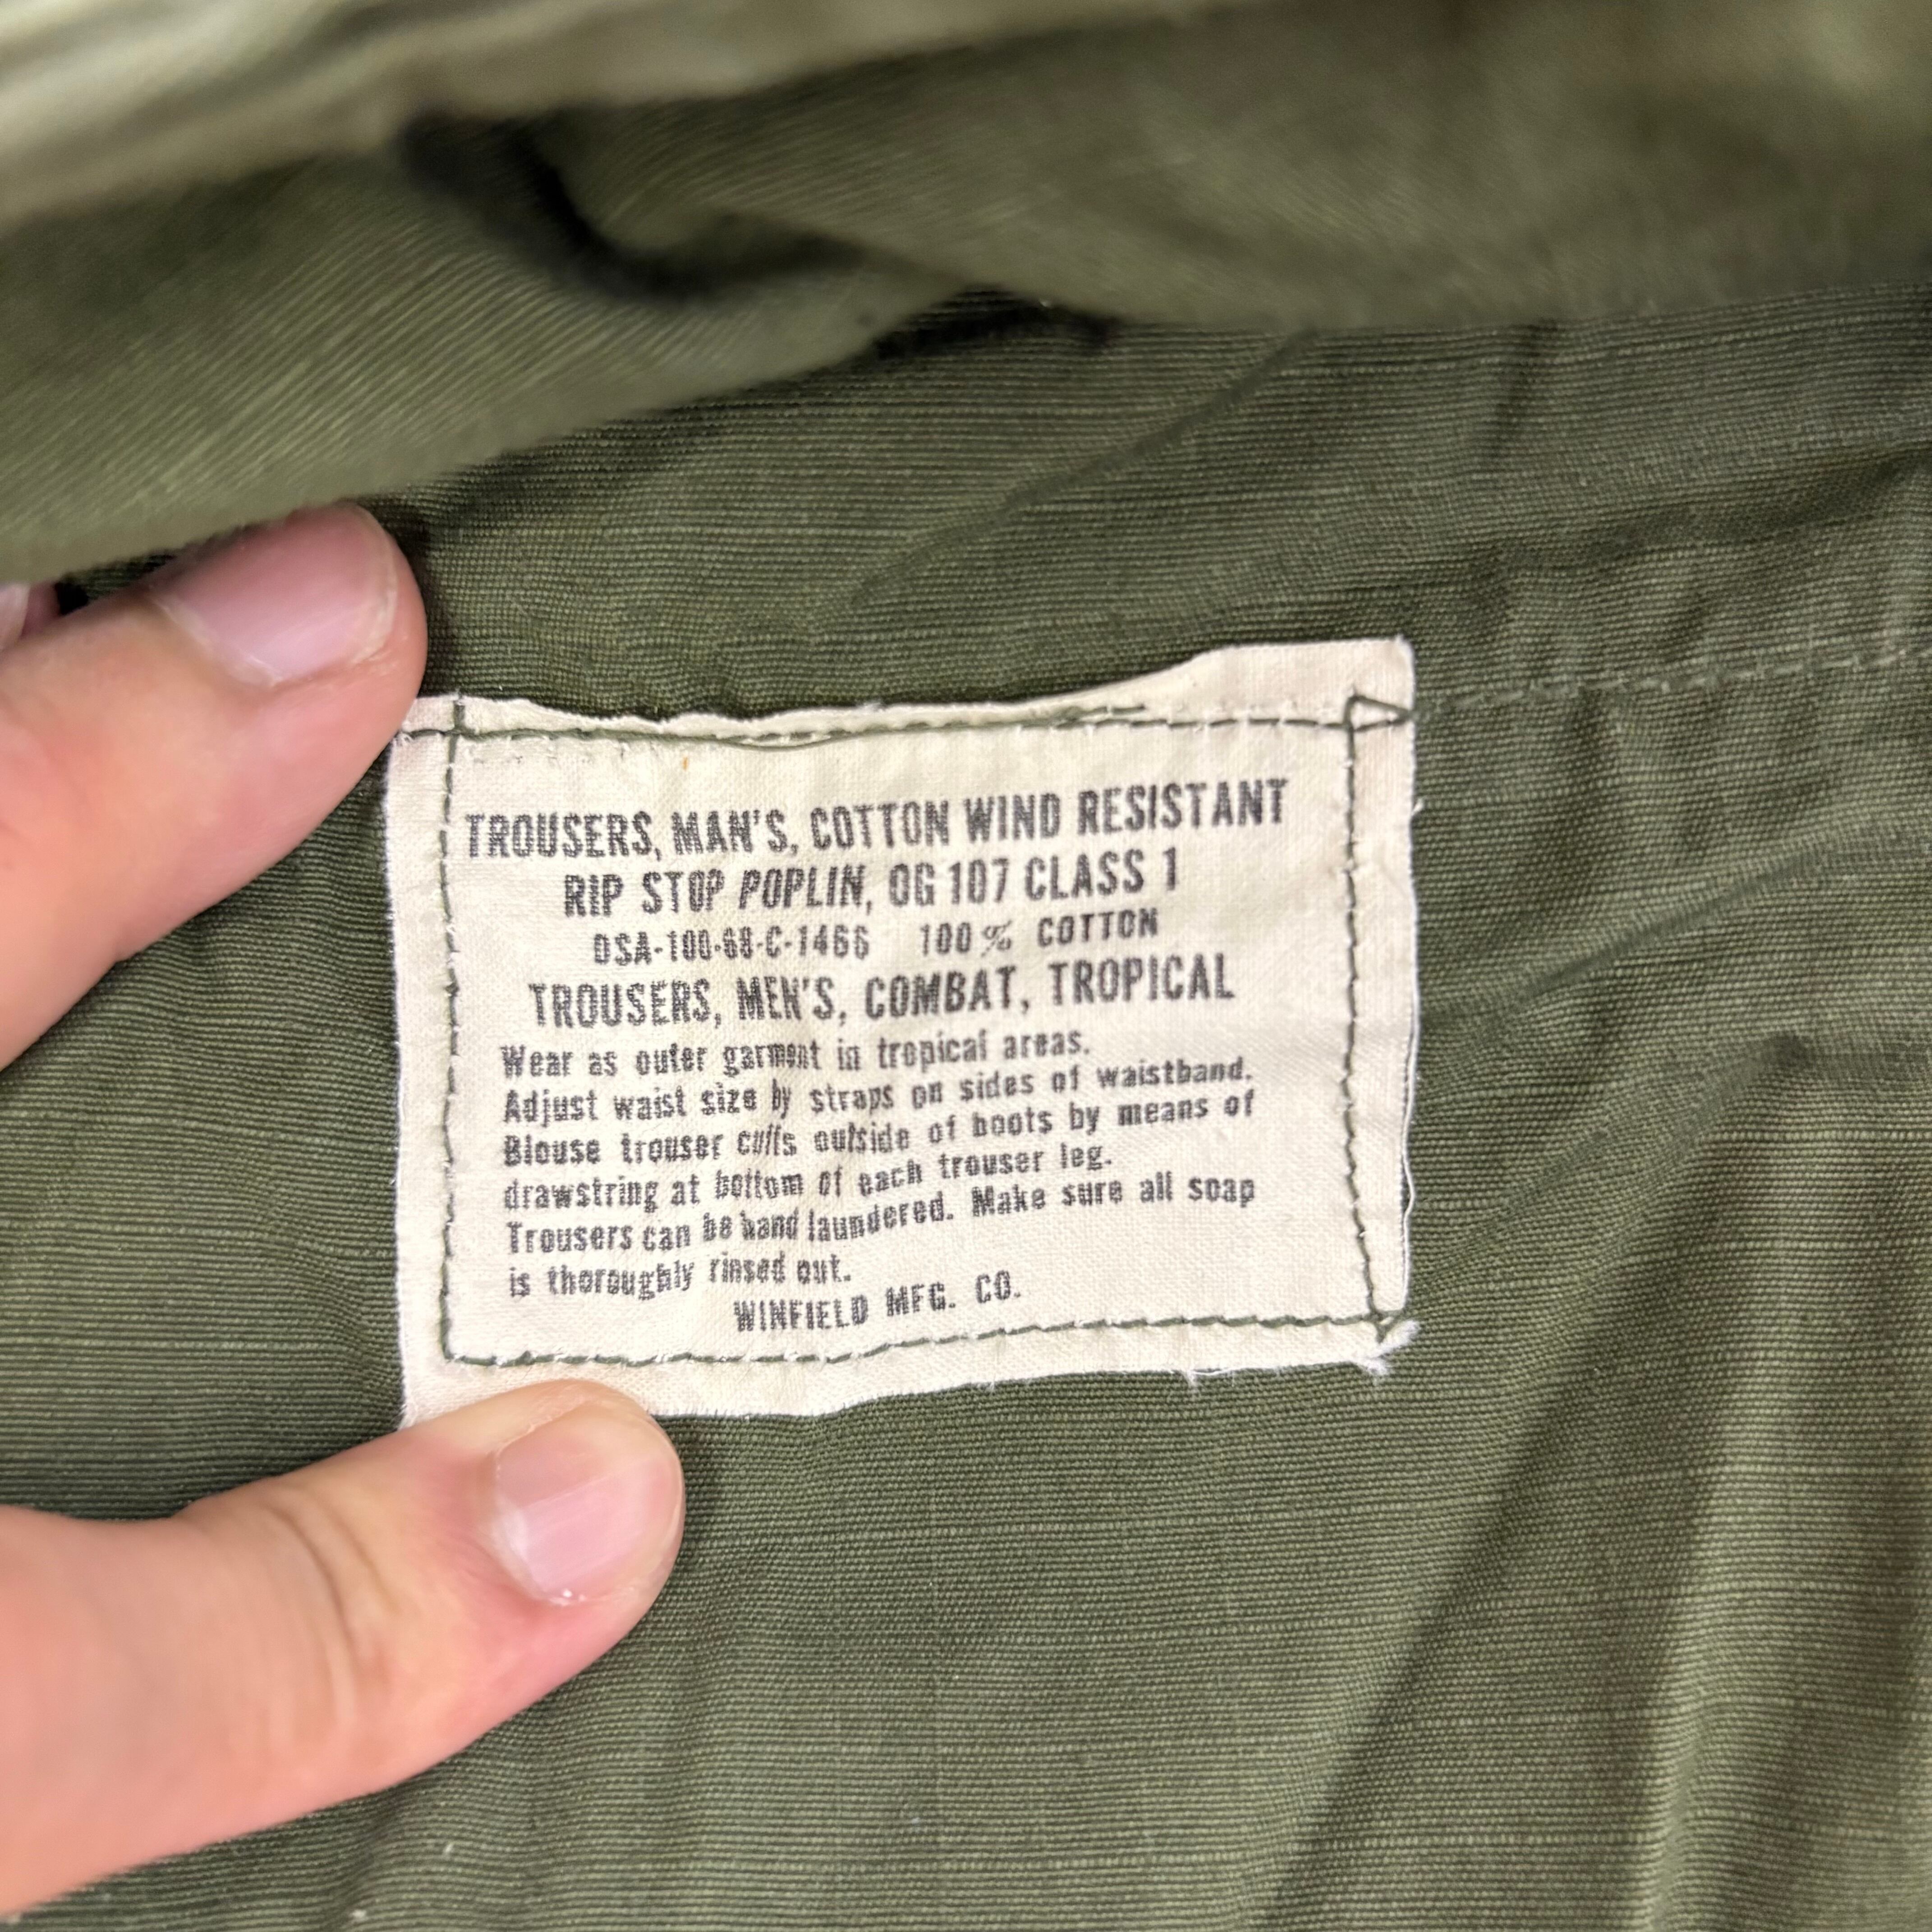 TROUSERS, MAN'S, COTTON WIND RESISTANT
RIP STOP POPLIN, OG 107 CLASS 1
DSA-100-68-C-1466 100% COTTON
TROUSERS, MEN'S, COMBAT, TROPICAL
Wear as outer garment in tropical areas.
Adjust waist size by straps on sides of waistband.
Blouse trouser cuffs outside of boots by means of
drawstring at bottom of each trouser leg.
Trousers can be hand laundered. Make sure all soap
is thoroughly rinsed out.
WINFIELD MFG. CO.